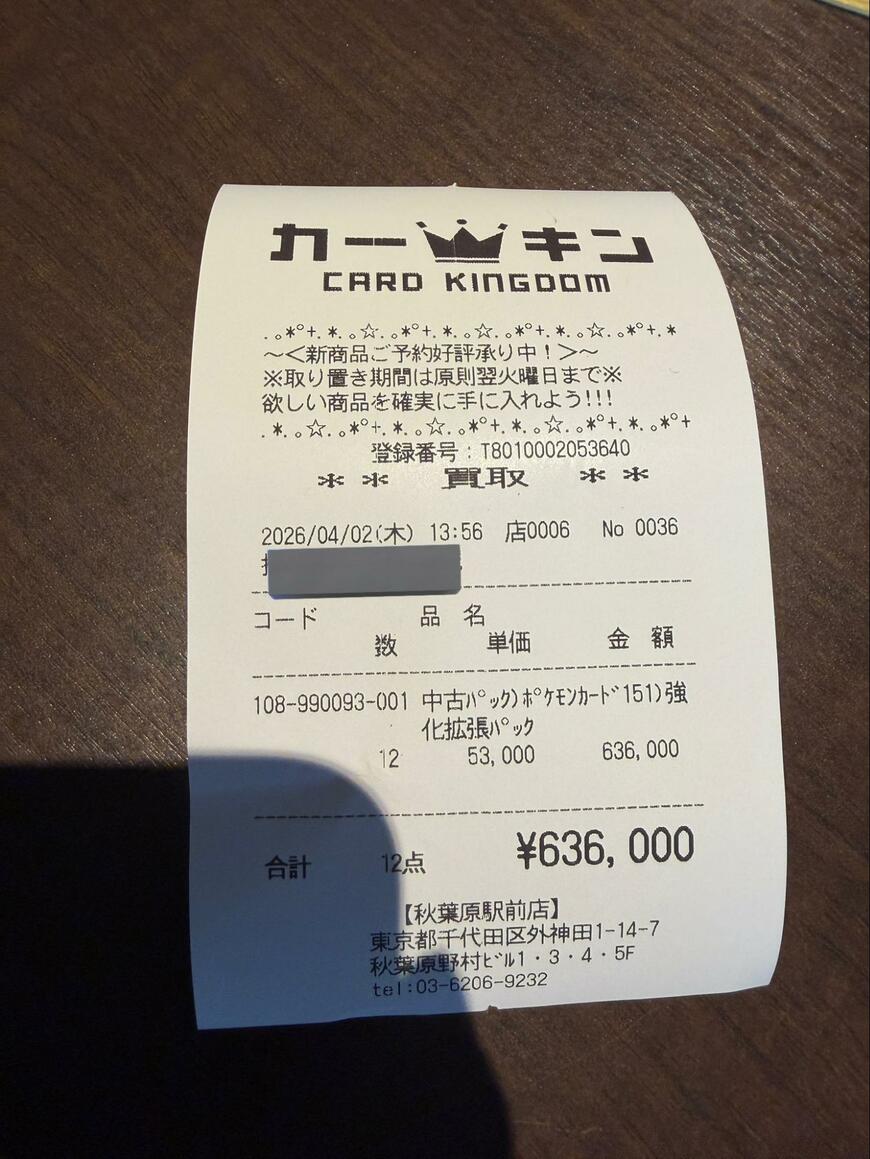 カーキン
CARD KINGDOM
.｡*ﾟ+.*.｡☆.｡*ﾟ+.*.｡☆.｡*ﾟ+.*.｡☆.｡*ﾟ+.*
～＜新商品ご予約好評承り中！＞～
※取り置き期間は原則翌火曜日まで※
欲しい商品を確実に手に入れよう!!!
.*.｡☆.｡*ﾟ+.*.｡☆.｡*ﾟ+.*.｡☆.｡*ﾟ+.*.｡*ﾟ+
登録番号：T8010002053640
＊＊ 買取 ＊＊
2026/04/02(木) 13:56 店0006 No 0036
コード 品 名
数 単価 金 額
108-990093-001 中古ﾊﾟｯｸ)ﾎﾟｹﾓﾝｶｰﾄﾞ151)強
化拡張ﾊﾟｯｸ
12 53,000 636,000
合計 12点 ¥636,000
【秋葉原駅前店】
東京都千代田区外神田1-14-7
秋葉原野村ﾋﾞﾙ1・3・4・5F
tel:03-6206-9232